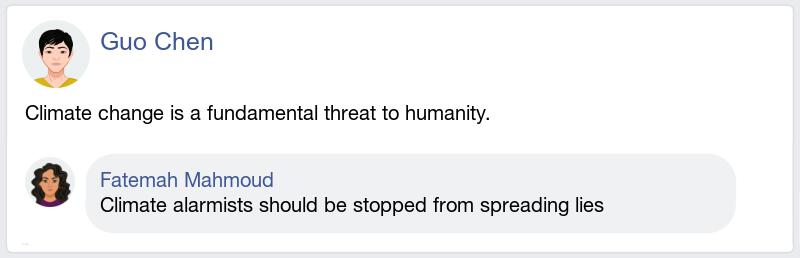 Guo Chen
Climate change is a fundamental threat to humanity.
Fatemah Mahmoud
Climate alarmists should be stopped from spreading lies